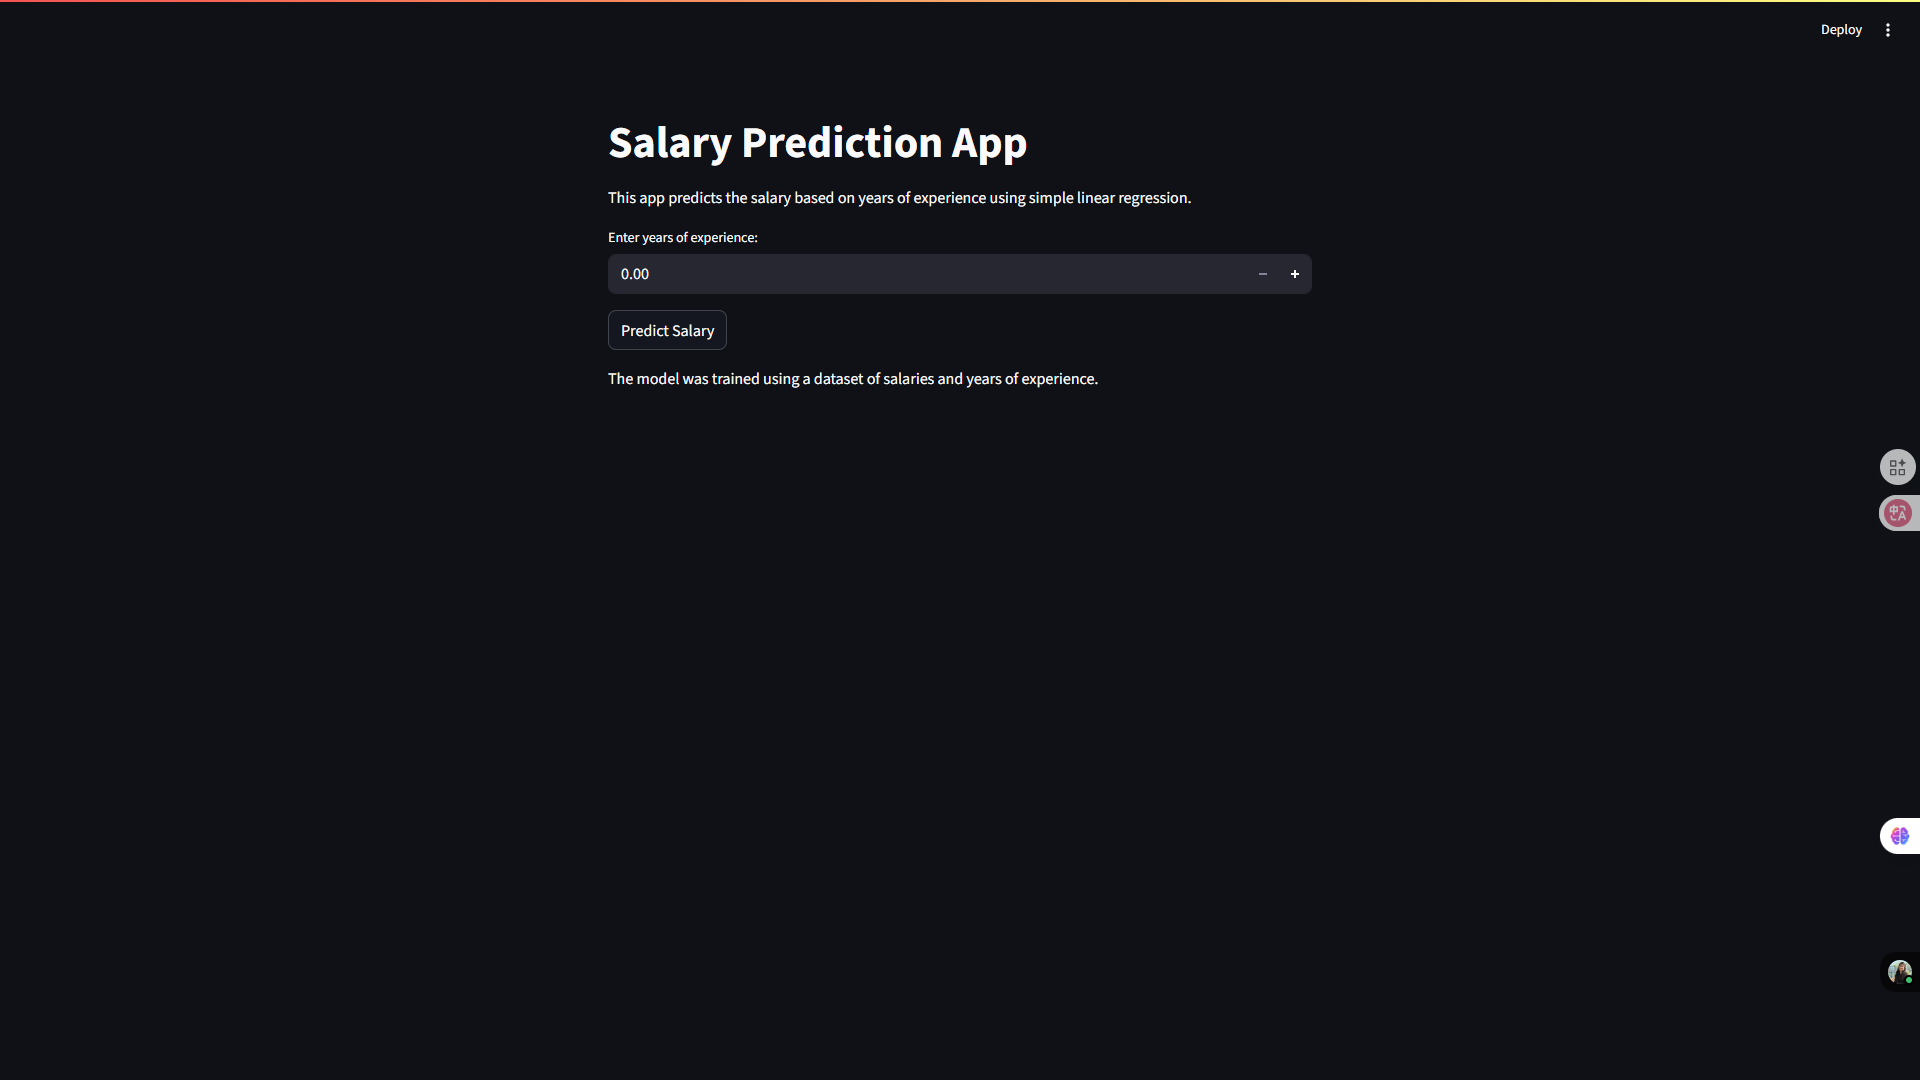 Deploy
Salary Prediction App
This app predicts the salary based on years of experience using simple linear regression.
Enter years of experience:
0.00
Predict Salary
The model was trained using a dataset of salaries and years of experience.
中A